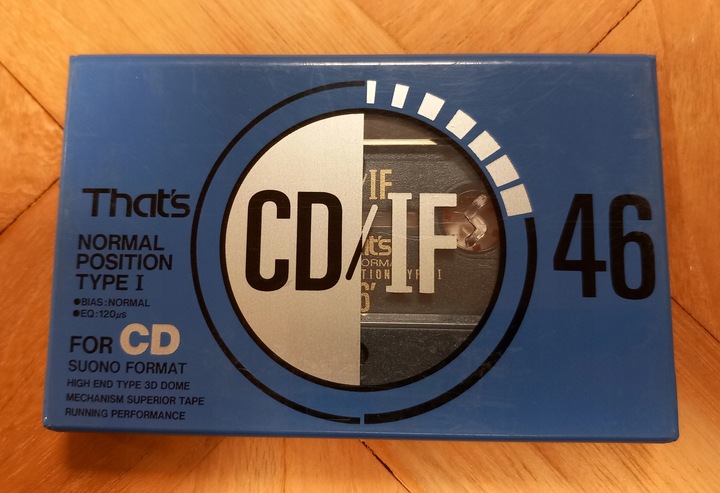 That's
NORMAL
POSITION
TYPE I
●BIAS:NORMAL
●EQ:120µs
FOR CD
SUONO FORMAT
HIGH END TYPE 3D DOME
MECHANISM SUPERIOR TAPE
RUNNING PERFORMANCE
CD/IF
46
/IF